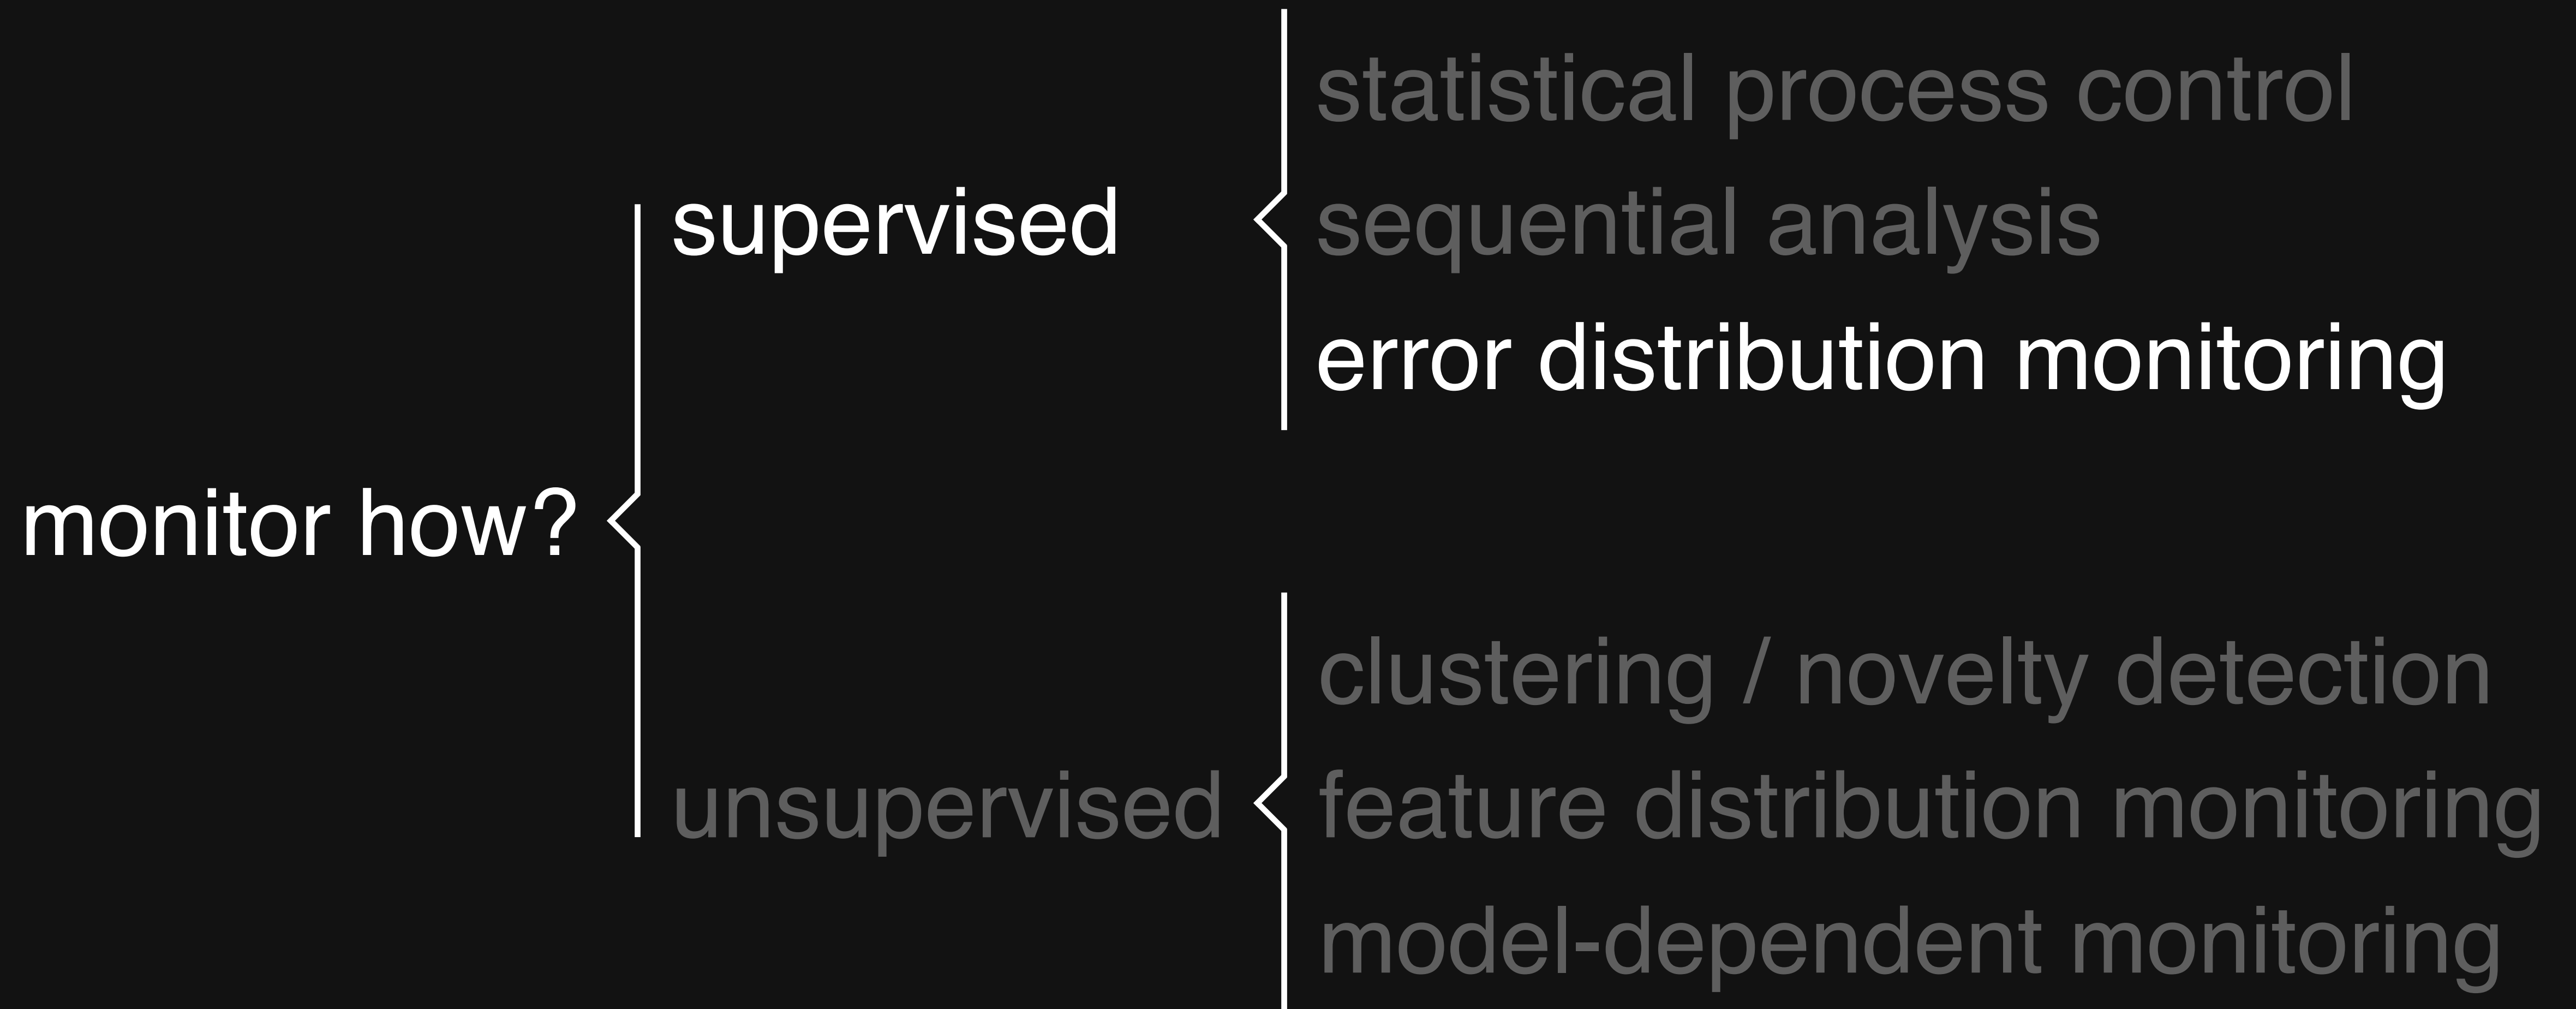 statistical process control
supervised
sequential analysis
error distribution monitoring
monitor how?
clustering / novelty detection
unsupervised
feature distribution monitoring
model-dependent monitoring